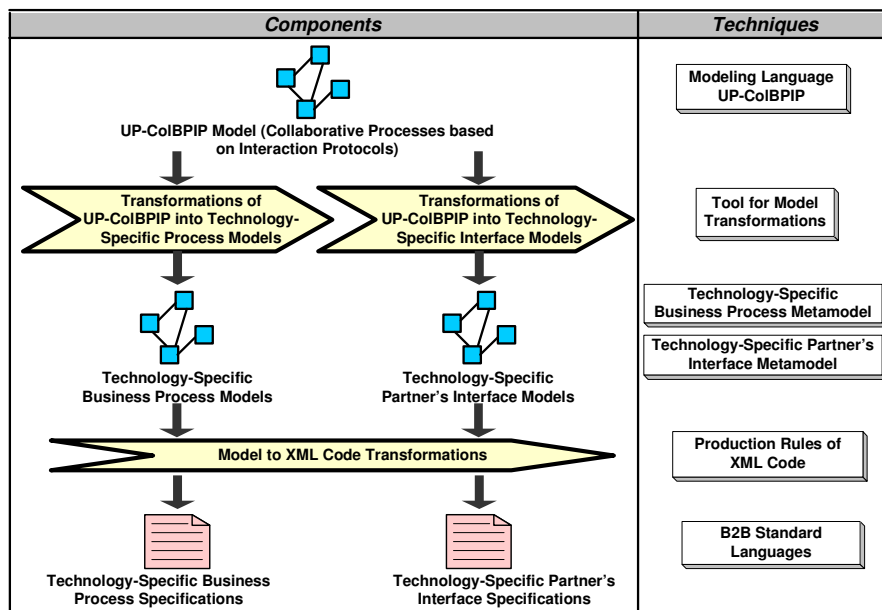 Components
Techniques
UP-ColBPIP Model (Collaborative Processes based
on Interaction Protocols)
Modeling Language
UP-ColBPIP
Transformations of
UP-ColBPIP into Technology-
Specific Process Models
Transformations of
UP-ColBPIP into Technology-
Specific Interface Models
Tool for Model
Transformations
Technology-Specific
Business Process Models
Technology-Specific
Partner's Interface Models
Technology-Specific
Business Process Metamodel
Technology-Specific Partner's
Interface Metamodel
Model to XML Code Transformations
Production Rules of
XML Code
Technology-Specific Business
Process Specifications
Technology-Specific Partner's
Interface Specifications
B2B Standard
Languages